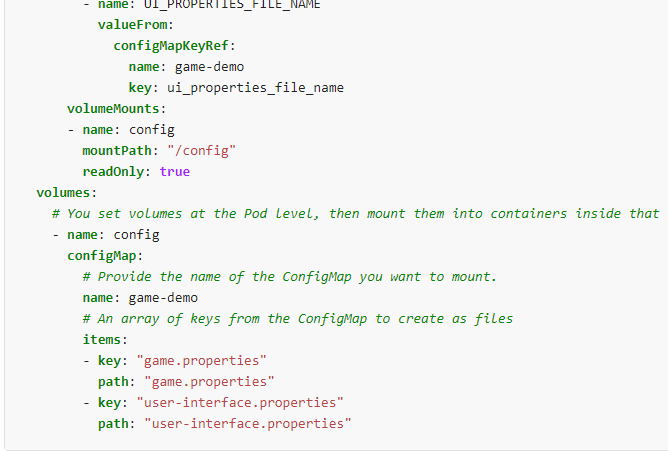 - name: UI_PROPERTIES_FILE_NAME
valueFrom:
configMapKeyRef:
name: game-demo
key: ui_properties_file_name
volumeMounts:
- name: config
mountPath: "/config"
readOnly: true
volumes:
# You set volumes at the Pod level, then mount them into containers inside that
- name: config
configMap:
# Provide the name of the ConfigMap you want to mount.
name: game-demo
# An array of keys from the ConfigMap to create as files
items:
- key: "game.properties"
path: "game.properties"
- key: "user-interface.properties"
path: "user-interface.properties"